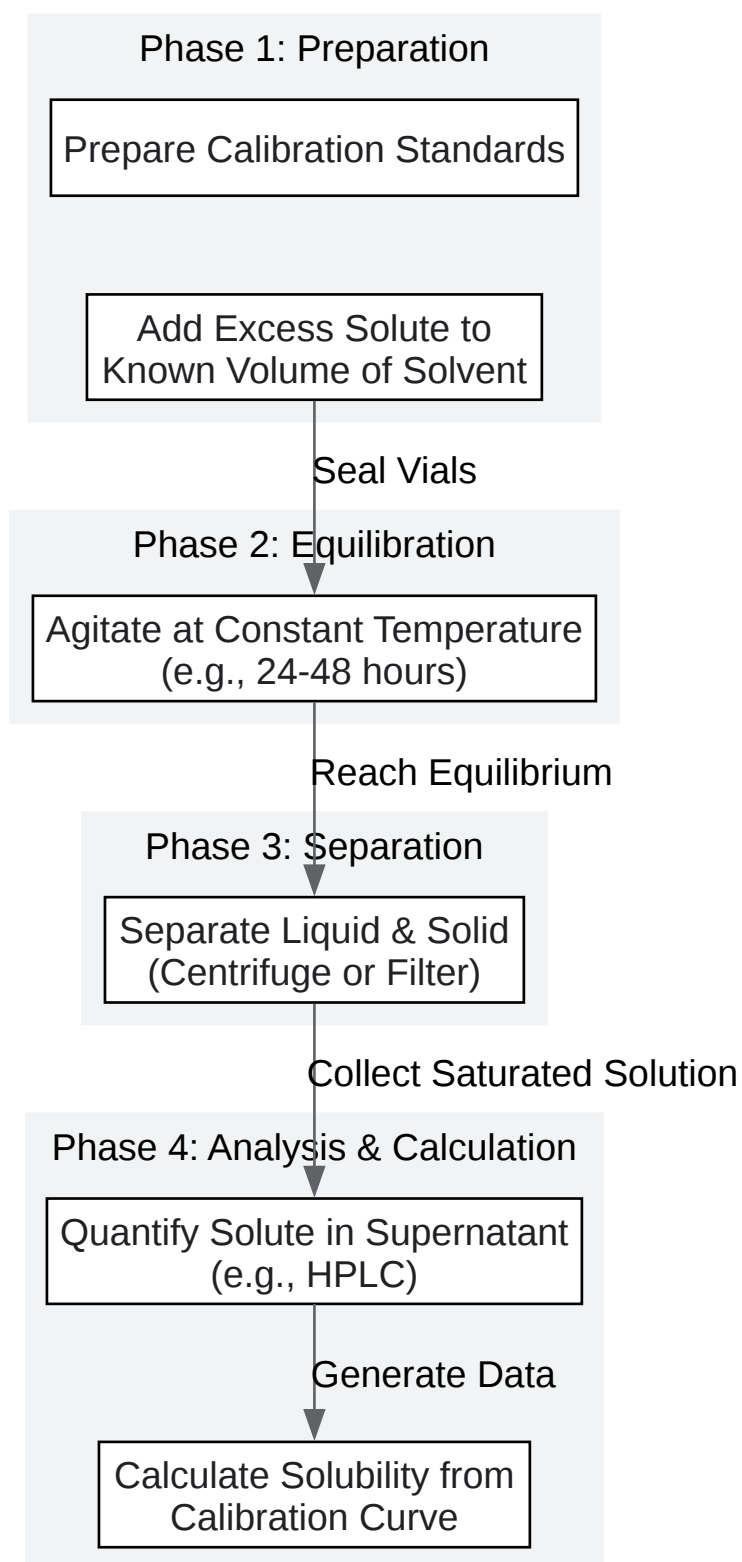 Phase 1: Preparation
Prepare Calibration Standards
Add Excess Solute to
Known Volume of Solvent
Seal Vials
Phase 2: Equilibration
Agitate at Constant Temperature
(e.g., 24-48 hours)
Reach Equilibrium
Phase 3: Separation
Separate Liquid & Solid
(Centrifuge or Filter)
Collect Saturated Solution
Phase 4: Analysis & Calculation
Quantify Solute in Supernatant
(e.g., HPLC)
Generate Data
Calculate Solubility from
Calibration Curve